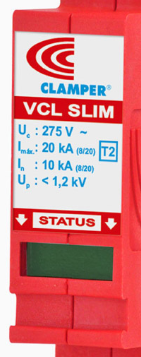 CLAMPER®
VCL SLIM
Uc : 275 V ~
Imáx.: 20 kA (8/20) T2
In : 10 kA (8/20)
Up : < 1,2 kV
STATUS